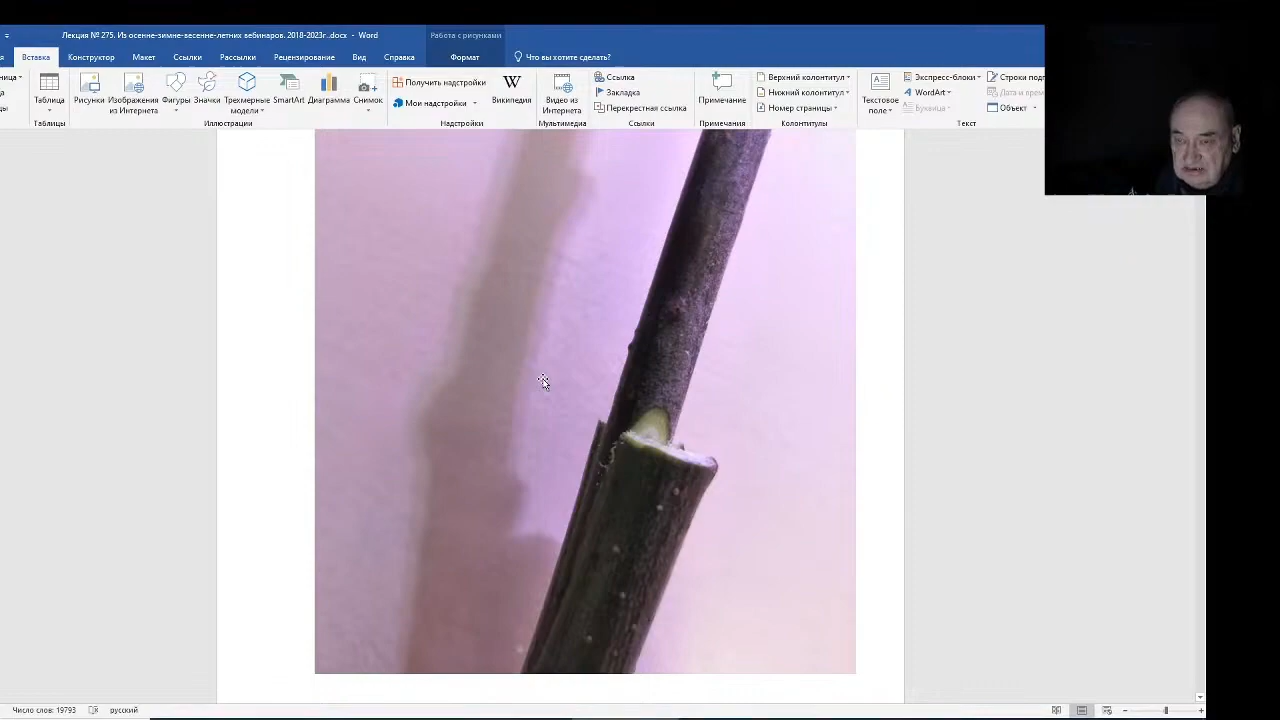 Лекция № 275. Из осенне-зимне-весенне-летних вебинаров. 2018-2023г..docx - Word
Работа с рисунками
Вставка
Конструктор
Макет
Ссылки
Рассылки
Рецензирование
Вид
Справка
Формат
Что вы хотите сделать?
Таблица
Рисунки
Изображения из Интернета
Фигуры
Значки
Трехмерные модели
SmartArt
Диаграмма
Снимок
Получить надстройки
Мои надстройки
Википедия
Видео из Интернета
Ссылка
Закладка
Перекрестная ссылка
Примечание
Верхний колонтитул
Нижний колонтитул
Номер страницы
Текстовое поле
Экспресс-блоки
WordArt
Буквица
Строки
Дата и
Объект
Таблицы
Иллюстрации
Надстройки
Мультимедиа
Ссылки
Примечания
Колонтитулы
Текст
Число слов: 19793
русский